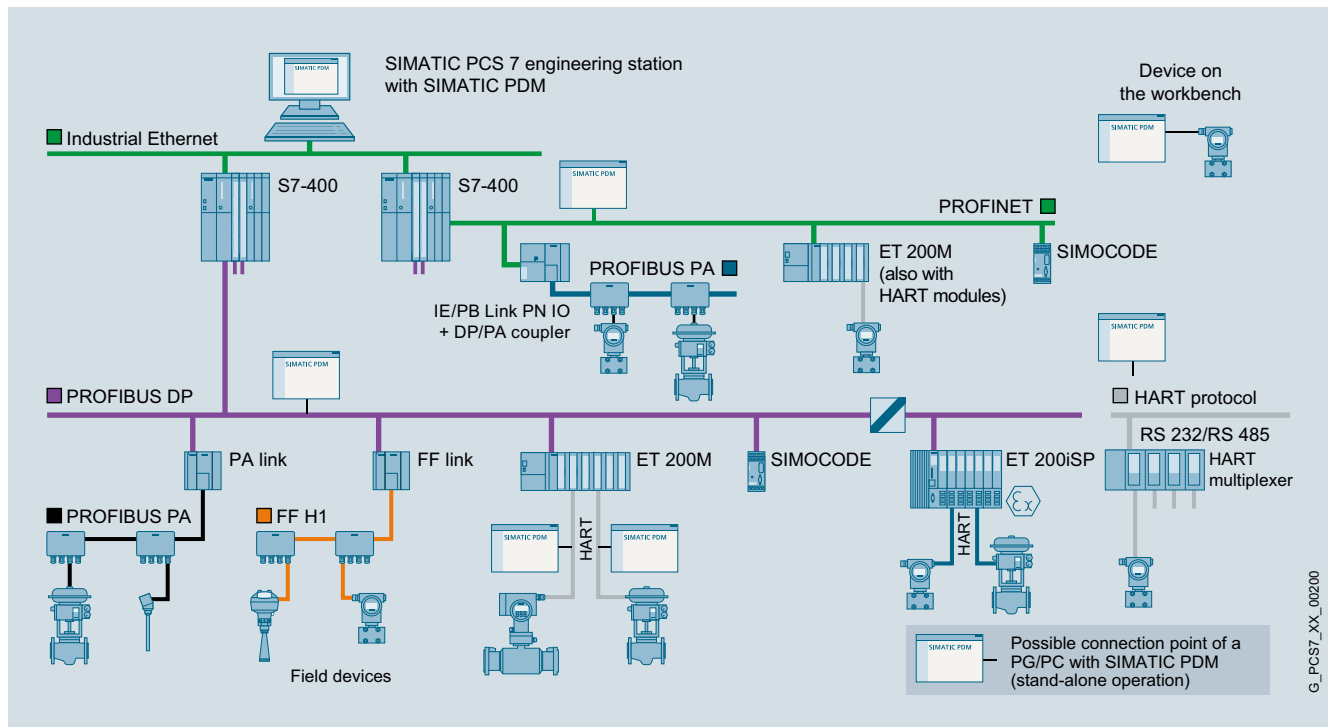 SIMATIC PDM
SIMATIC PCS 7 engineering station
with SIMATIC PDM
Device on
the workbench
SIMATIC PDM
Industrial Ethernet
S7-400
S7-400
SIMATIC PDM
PROFINET
PROFIBUS PA
IE/PB Link PN IO
+ DP/PA coupler
ET 200M
(also with
HART modules)
SIMOCODE
SIMATIC PDM
SIMATIC PDM
PROFIBUS DP
HART protocol
PA link
FF link
ET 200M
SIMOCODE
ET 200iSP
Ex
RS 232/RS 485
HART
multiplexer
PROFIBUS PA
FF H1
SIMATIC PDM
HART
SIMATIC PDM
HART
Field devices
SIMATIC PDM
Possible connection point of a
PG/PC with SIMATIC PDM
(stand-alone operation)
G_PCS7_XX_00200